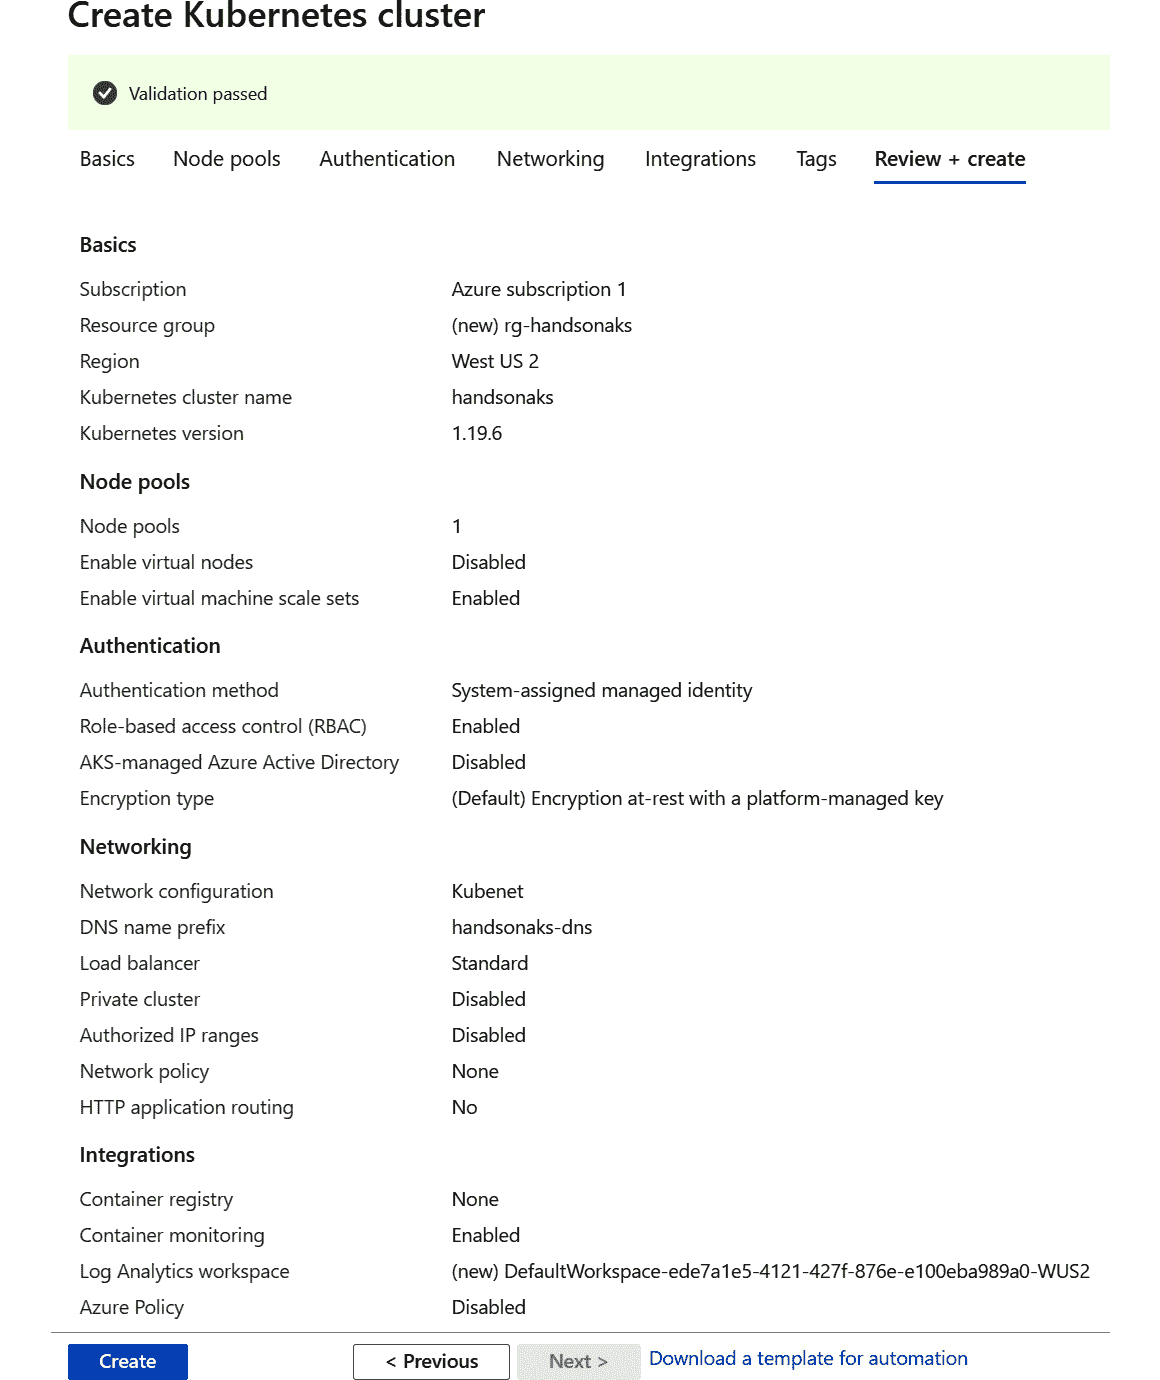 Create Kubernetes cluster
Validation passed
Basics Node pools Authentication Networking Integrations Tags Review + create
Basics
Subscription Azure subscription 1
Resource group (new) rg-handsonaks
Region West US 2
Kubernetes cluster name handsonaks
Kubernetes version 1.19.6
Node pools
Node pools 1
Enable virtual nodes Disabled
Enable virtual machine scale sets Enabled
Authentication
Authentication method System-assigned managed identity
Role-based access control (RBAC) Enabled
AKS-managed Azure Active Directory Disabled
Encryption type (Default) Encryption at-rest with a platform-managed key
Networking
Network configuration Kubenet
DNS name prefix handsonaks-dns
Load balancer Standard
Private cluster Disabled
Authorized IP ranges Disabled
Network policy None
HTTP application routing No
Integrations
Container registry None
Container monitoring Enabled
Log Analytics workspace (new) DefaultWorkspace-ede7a1e5-4121-427f-876e-e100eba989a0-WUS2
Azure Policy Disabled
Create < Previous Next > Download a template for automation